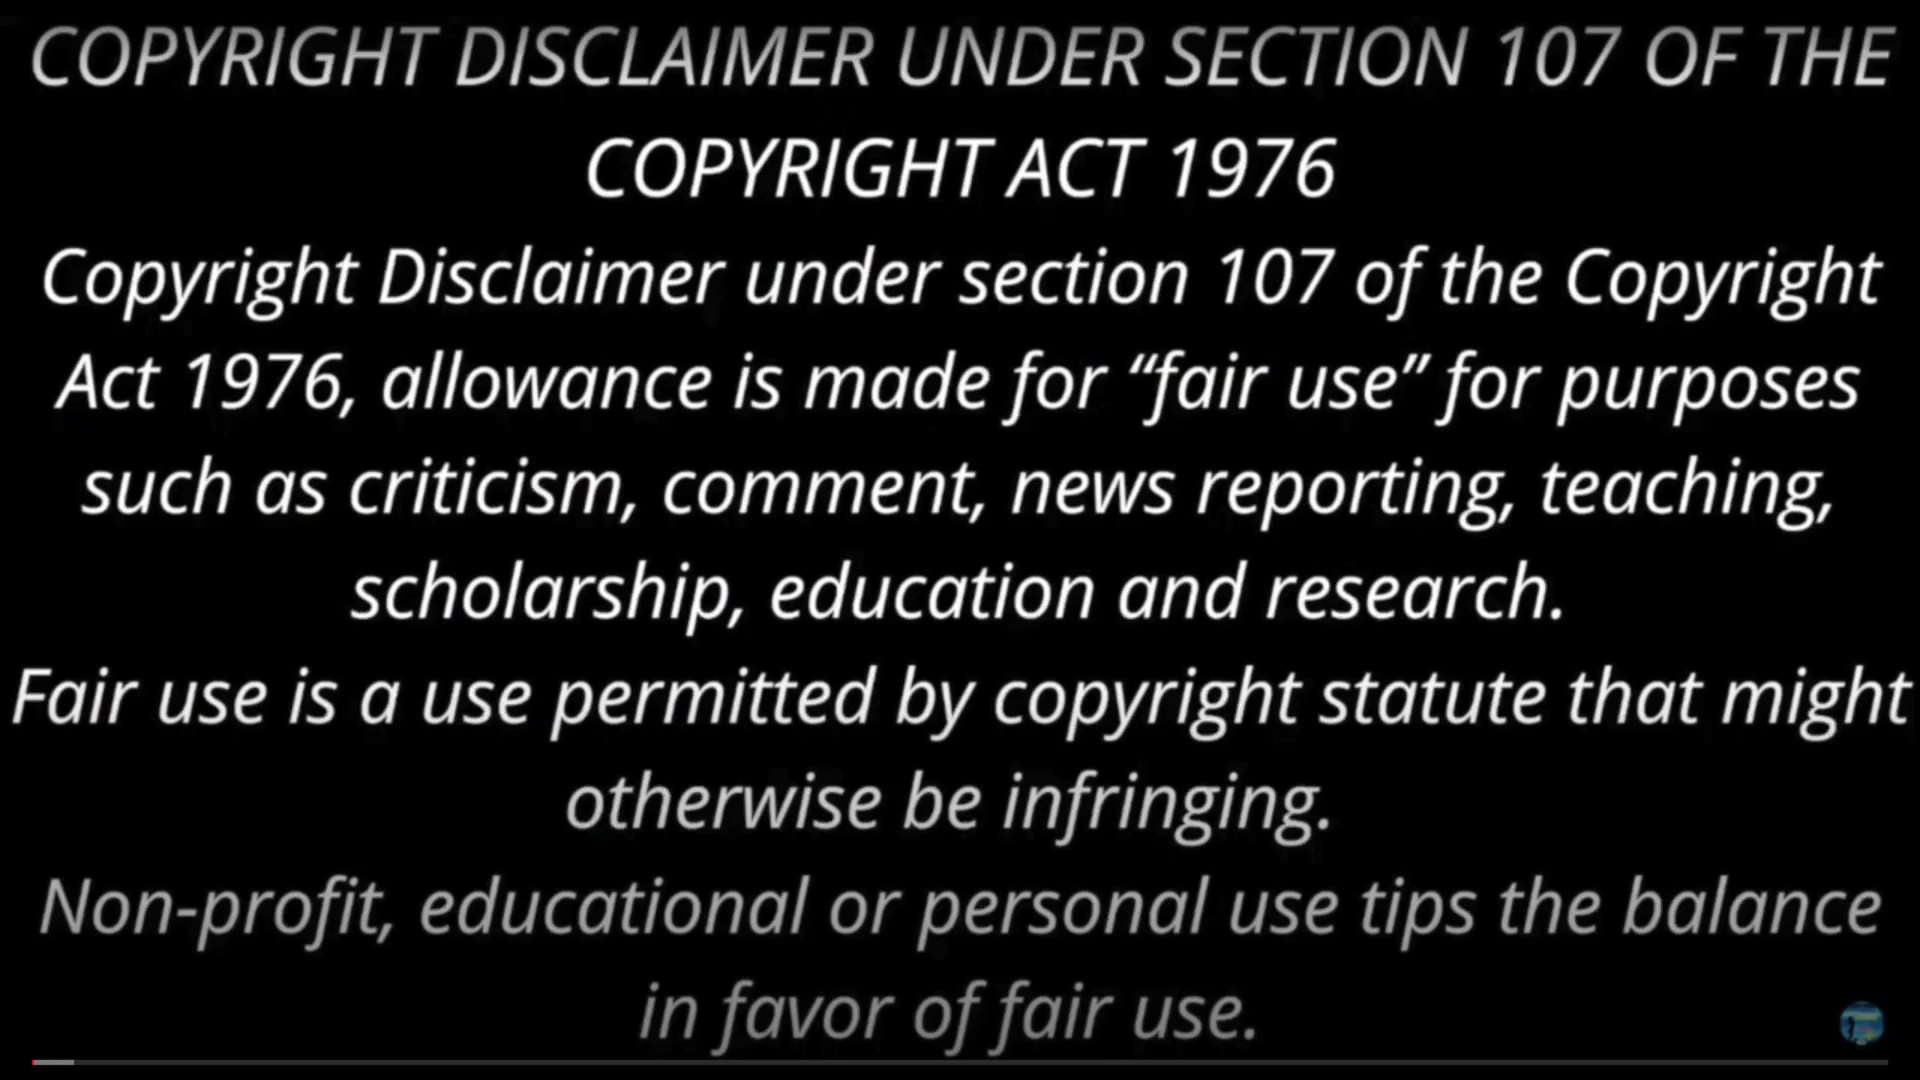 COPYRIGHT DISCLAIMER UNDER SECTION 107 OF THE
COPYRIGHT ACT 1976
Copyright Disclaimer under section 107 of the Copyright
Act 1976, allowance is made for “fair use” for purposes
such as criticism, comment, news reporting, teaching,
scholarship, education and research.
Fair use is a use permitted by copyright statute that might
otherwise be infringing.
Non-profit, educational or personal use tips the balance
in favor of fair use.